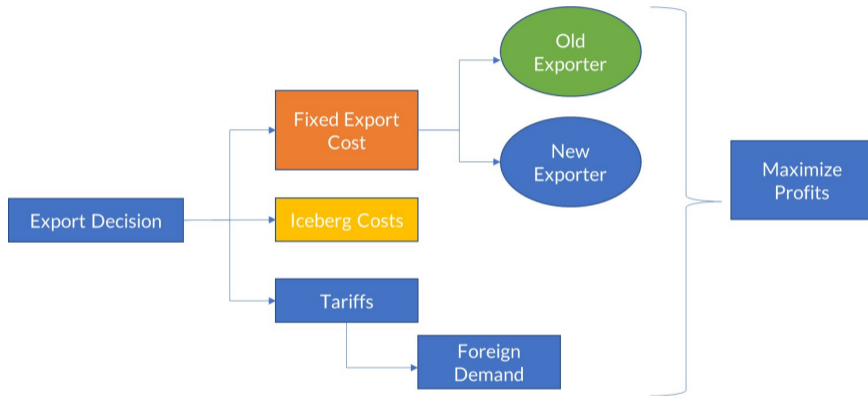 Old
Exporter
Fixed Export
Cost
New
Exporter
Maximize
Profits
Export Decision
Iceberg Costs
Tariffs
Foreign
Demand